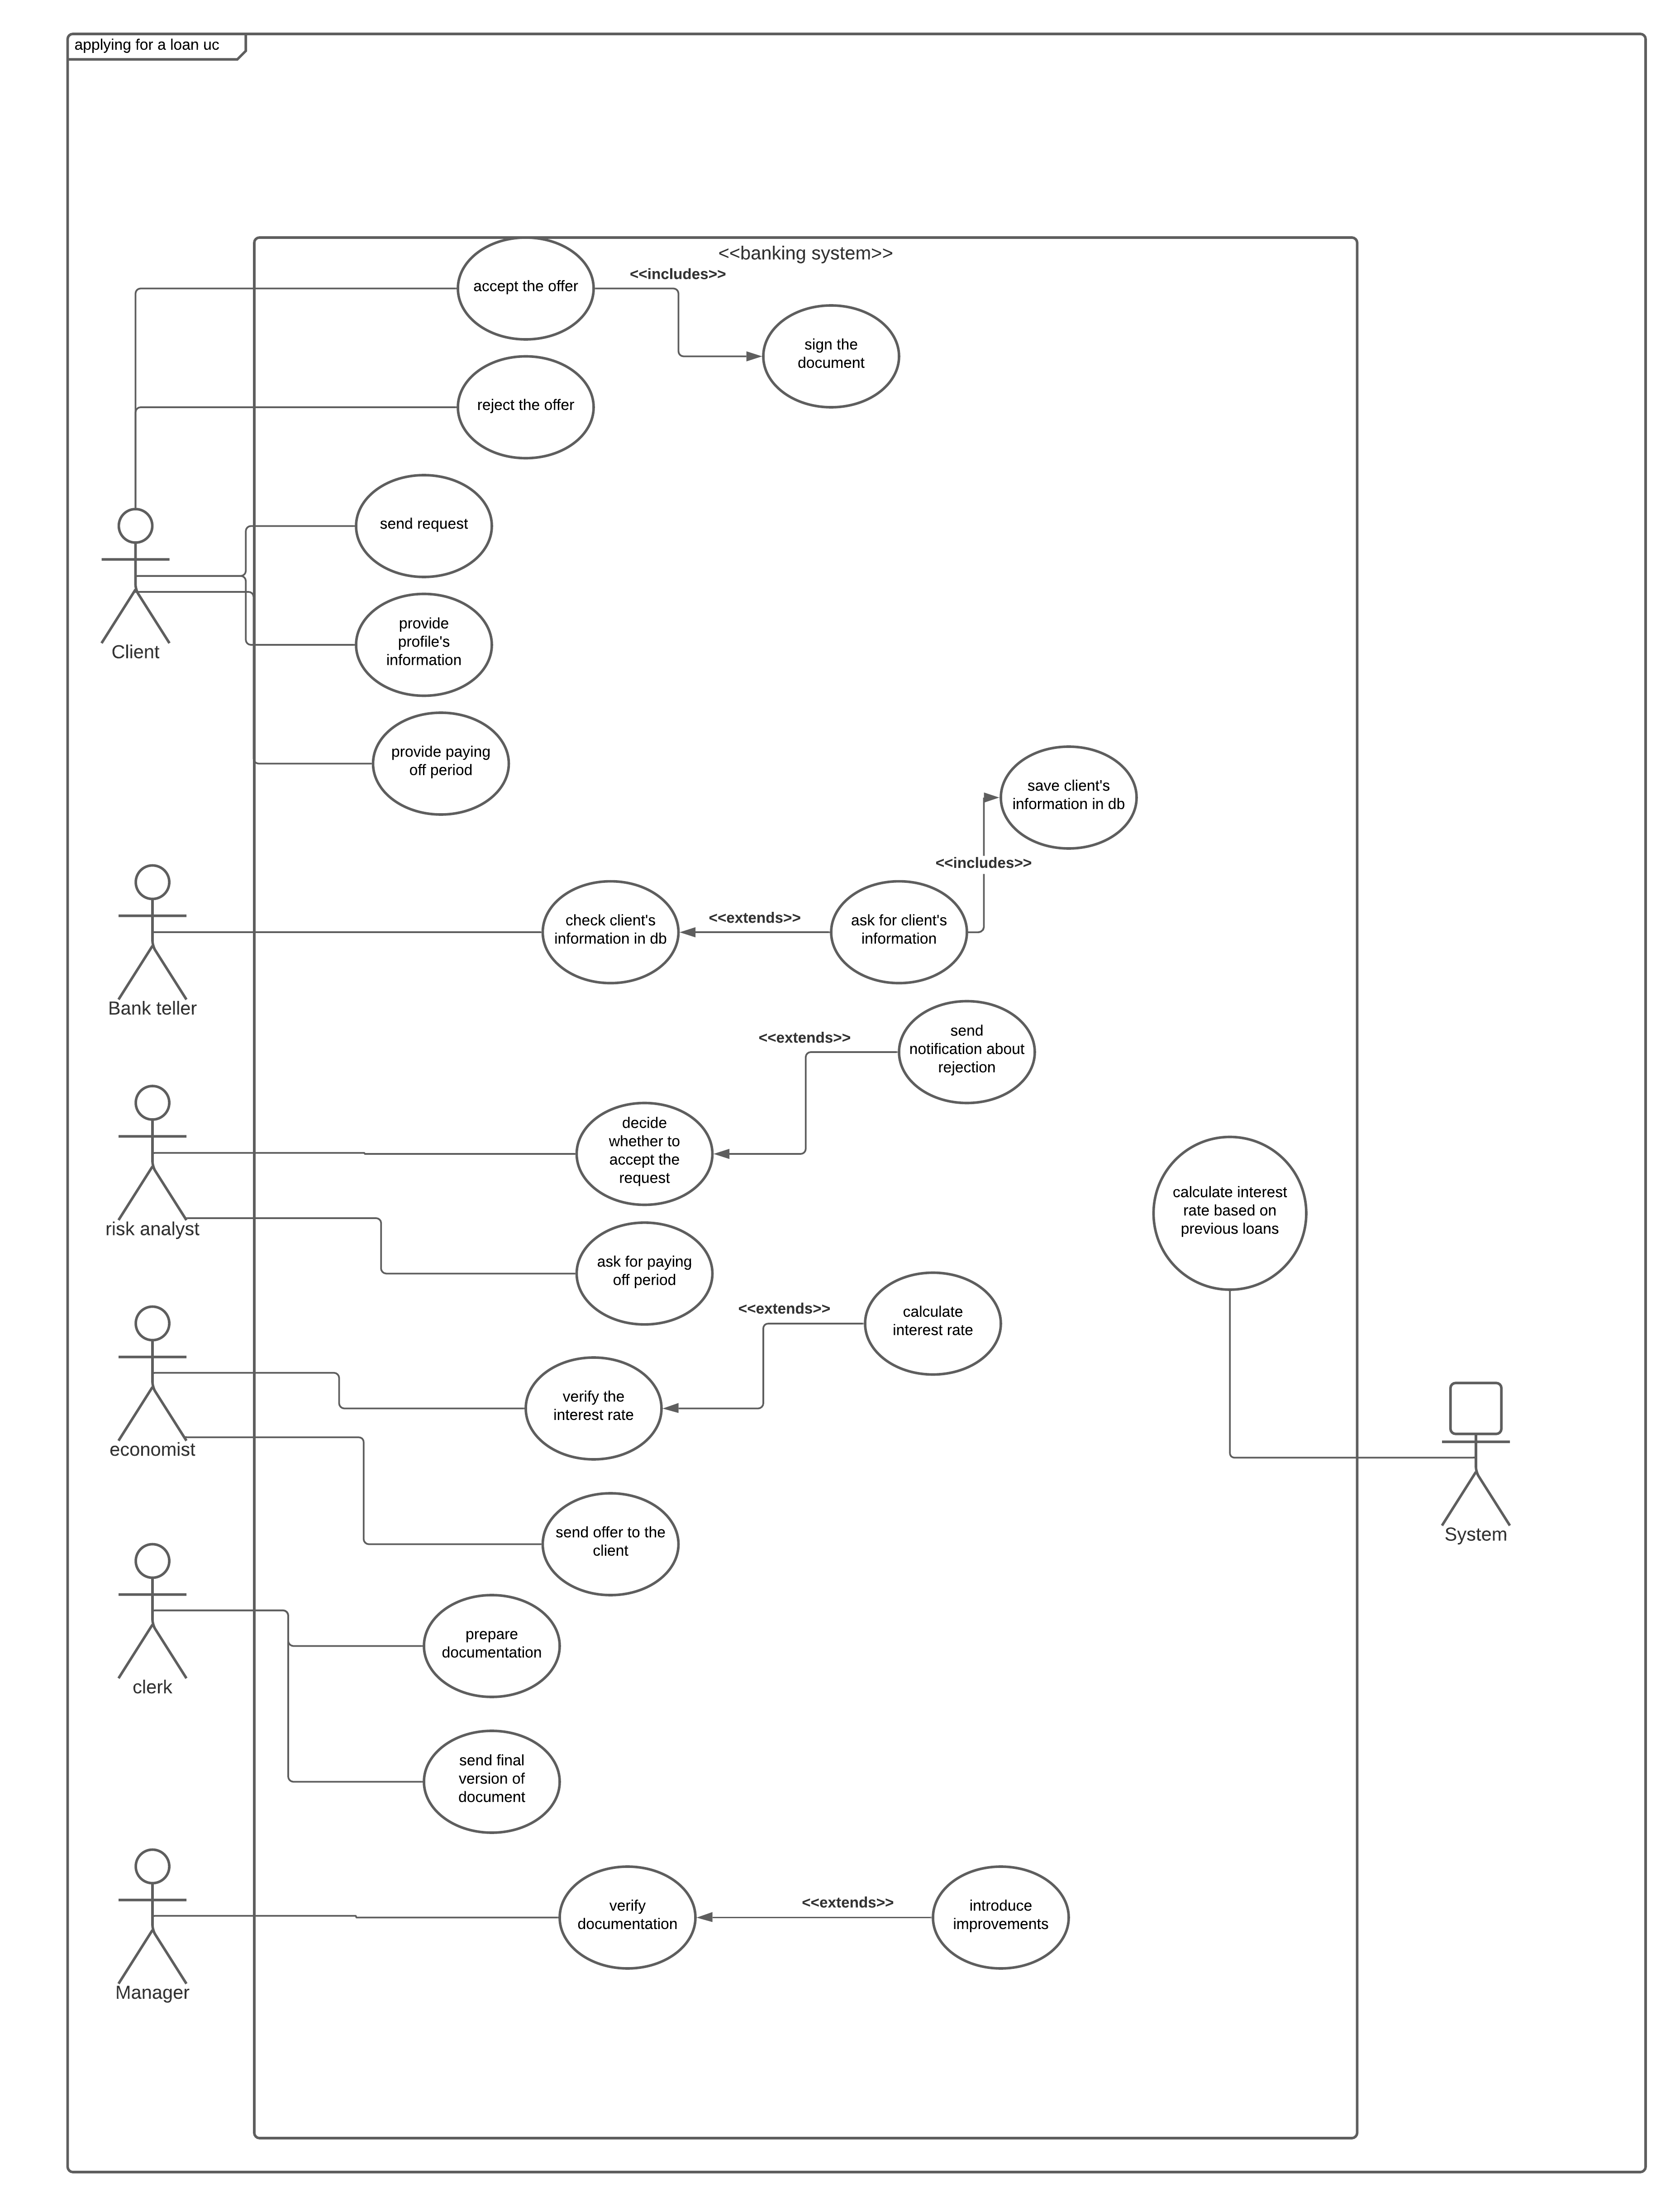 applying for a loan uc
<<banking system>>
accept the offer
<<includes>>
sign the
document
reject the offer
send request
Client
provide
profile's
information
provide paying
off period
save client's
information in db
<<includes>>
Bank teller
check client's
information in db
<<extends>>
ask for client's
information
send
notification about
rejection
<<extends>>
risk analyst
decide
whether to
accept the
request
ask for paying
off period
calculate interest
rate based on
previous loans
<<extends>>
calculate
interest rate
economist
verify the
interest rate
System
send offer to the
client
clerk
prepare
documentation
send final
version of
document
Manager
verify
documentation
<<extends>>
introduce
improvements